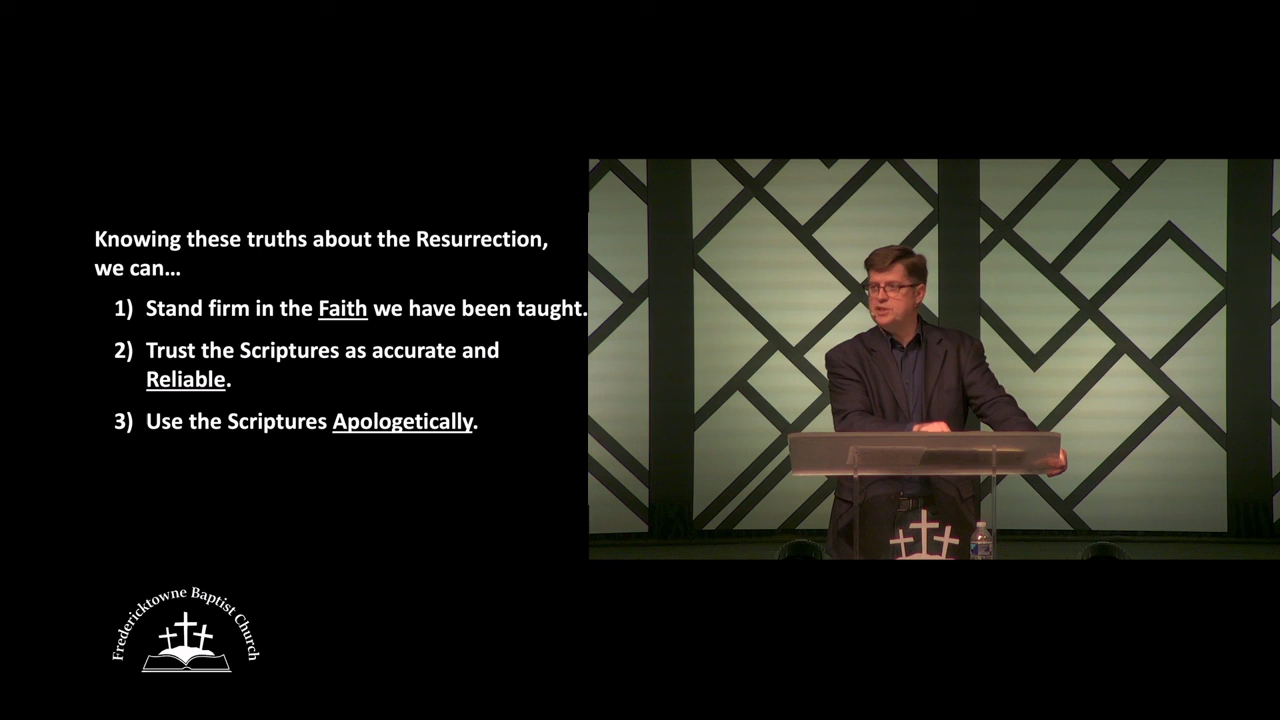 Knowing these truths about the Resurrection,
we can...
1) Stand firm in the Faith we have been taught.
2) Trust the Scriptures as accurate and
Reliable.
3) Use the Scriptures Apologetically.
Fredericktowne Baptist Church